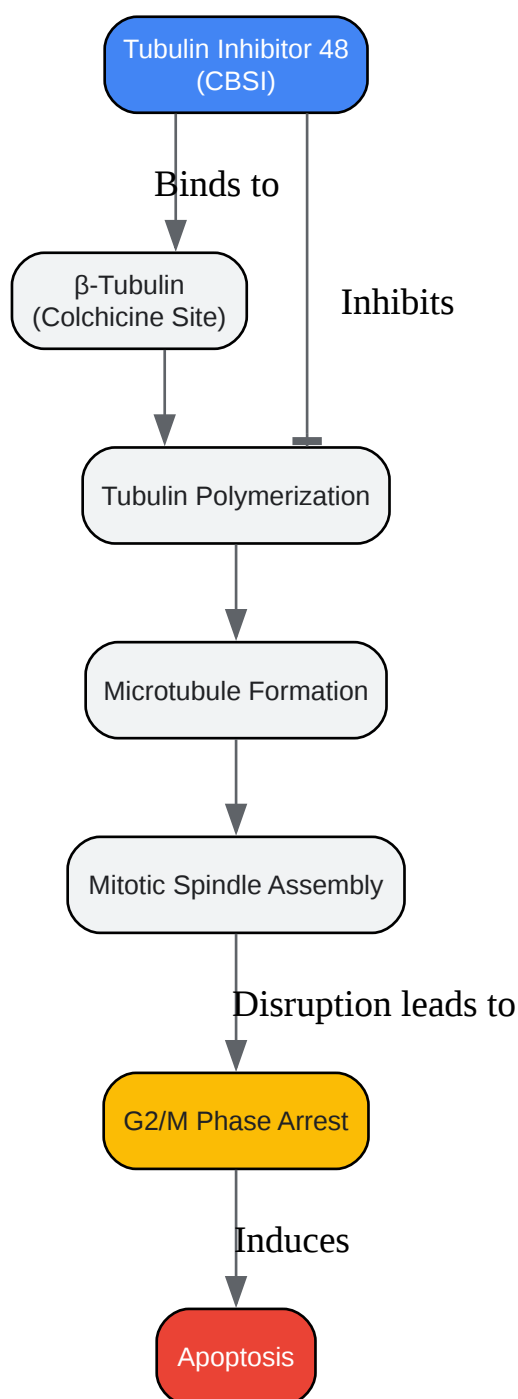 Tubulin Inhibitor 48
(CBSI)
Binds to
β-Tubulin
(Colchicine Site)
Inhibits
Tubulin Polymerization
Microtubule Formation
Mitotic Spindle Assembly
Disruption leads to
G2/M Phase Arrest
Induces
Apoptosis